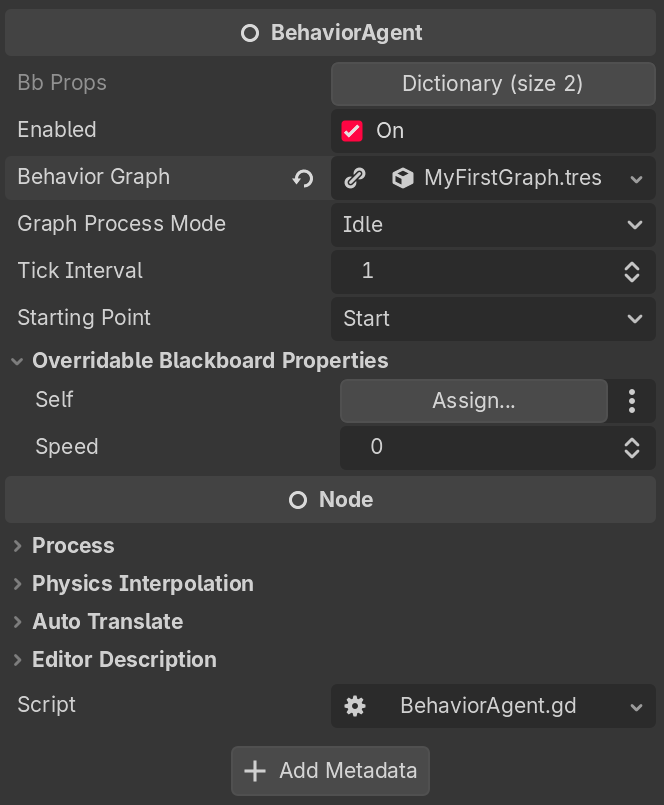 BehaviorAgent
Bb Props Dictionary (size 2)
Enabled On
Behavior Graph MyFirstGraph.tres
Graph Process Mode Idle
Tick Interval 1
Starting Point Start
Overridable Blackboard Properties
Self Assign...
Speed 0
Node
Process
Physics Interpolation
Auto Translate
Editor Description
Script BehaviorAgent.gd
Add Metadata